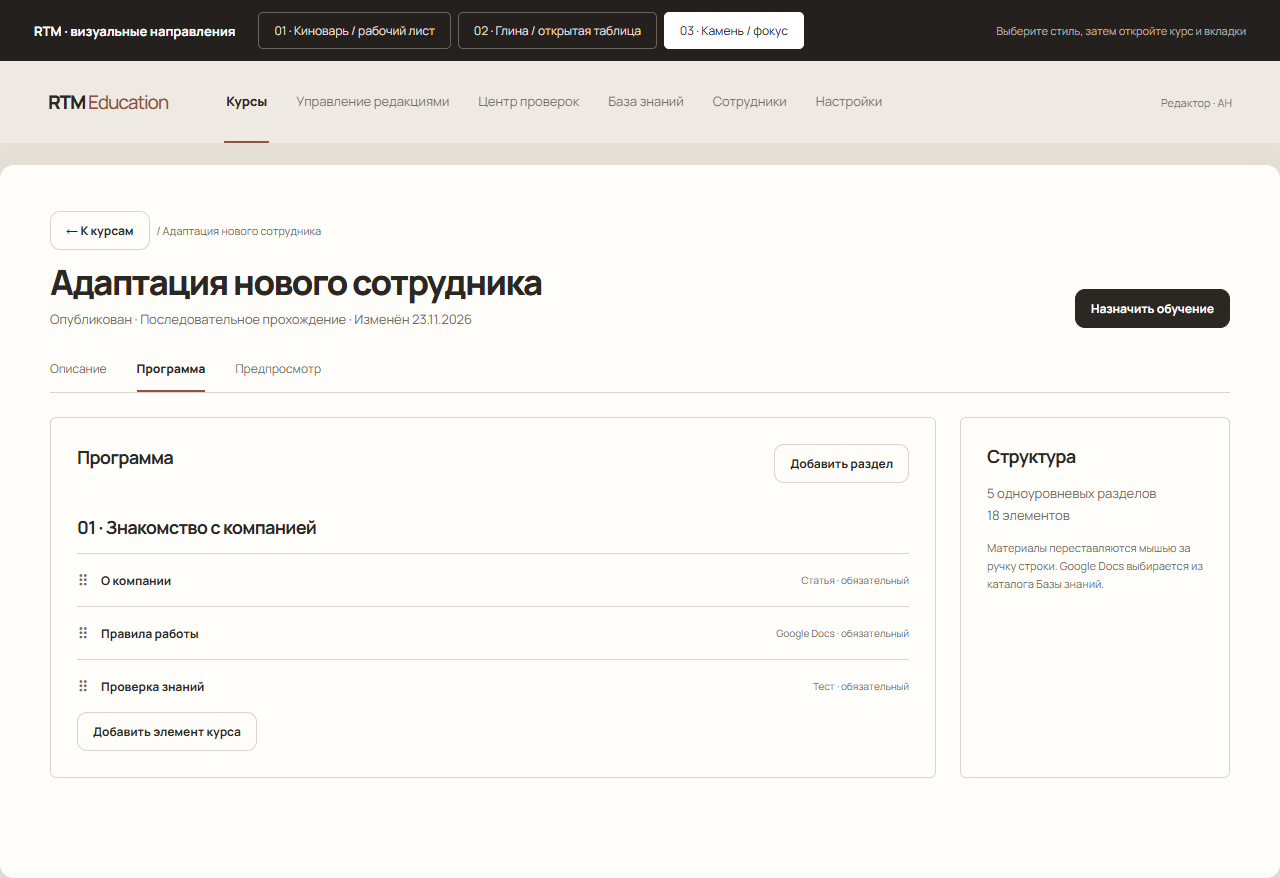 RTM · визуальные направления
01 · Киноварь / рабочий лист
02 · Глина / открытая таблица
03 · Камень / фокус
Выберите стиль, затем откройте курс и вкладки
RTM Education
Курсы
Управление редакциями
Центр проверок
База знаний
Сотрудники
Настройки
Редактор · АН
← К курсам
/ Адаптация нового сотрудника
Адаптация нового сотрудника
Опубликован · Последовательное прохождение · Изменён 23.11.2026
Назначить обучение
Описание
Программа
Предпросмотр
Программа
Добавить раздел
01 · Знакомство с компанией
О компании
Статья · обязательный
Правила работы
Google Docs · обязательный
Проверка знаний
Тест · обязательный
Добавить элемент курса
Структура
5 одноуровневых разделов
18 элементов
Материалы переставляются мышью за
ручку строки. Google Docs выбирается из
каталога Базы знаний.